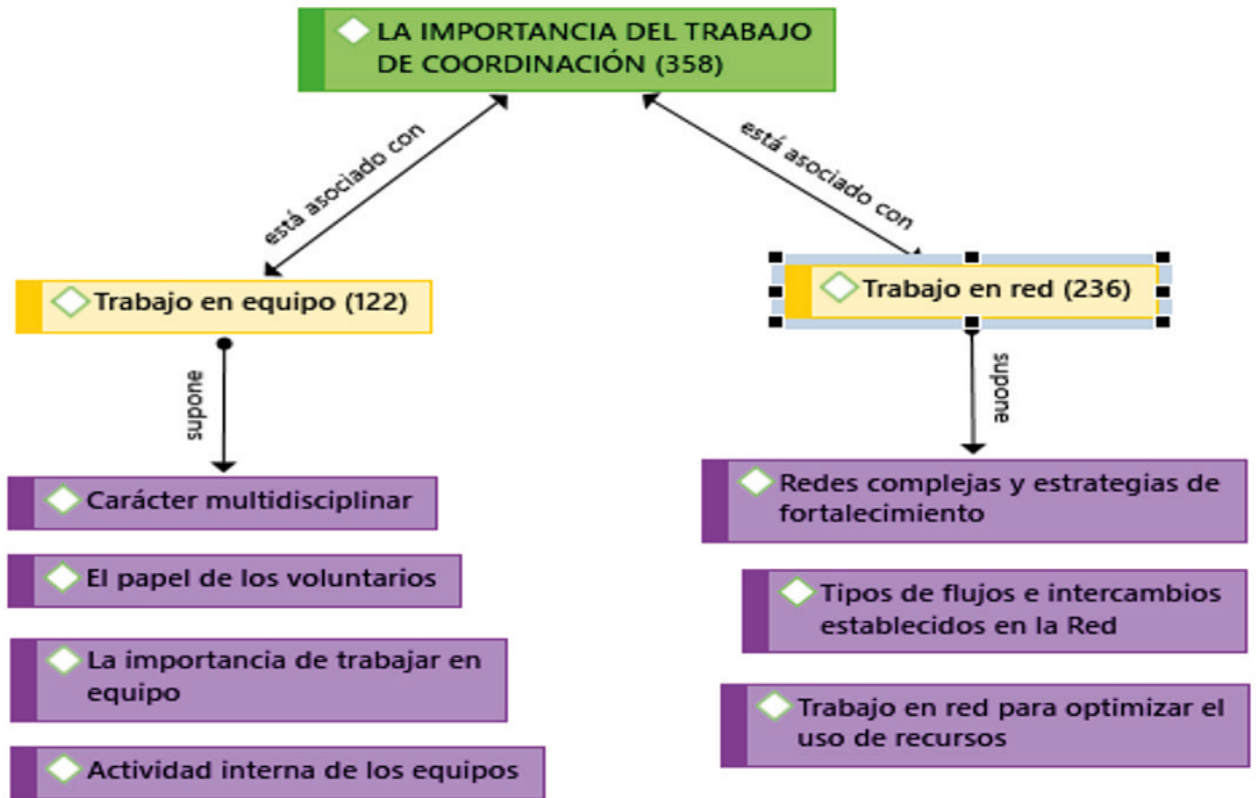 LA IMPORTANCIA DEL TRABAJO
DE COORDINACIÓN (358)
está asociado con
está asociado con
Trabajo en equipo (122)
Trabajo en red (236)
supone
supone
Carácter multidisciplinar
El papel de los voluntarios
La importancia de trabajar en
equipo
Actividad interna de los equipos
Redes complejas y estrategias de
fortalecimiento
Tipos de flujos e intercambios
establecidos en la Red
Trabajo en red para optimizar el
uso de recursos